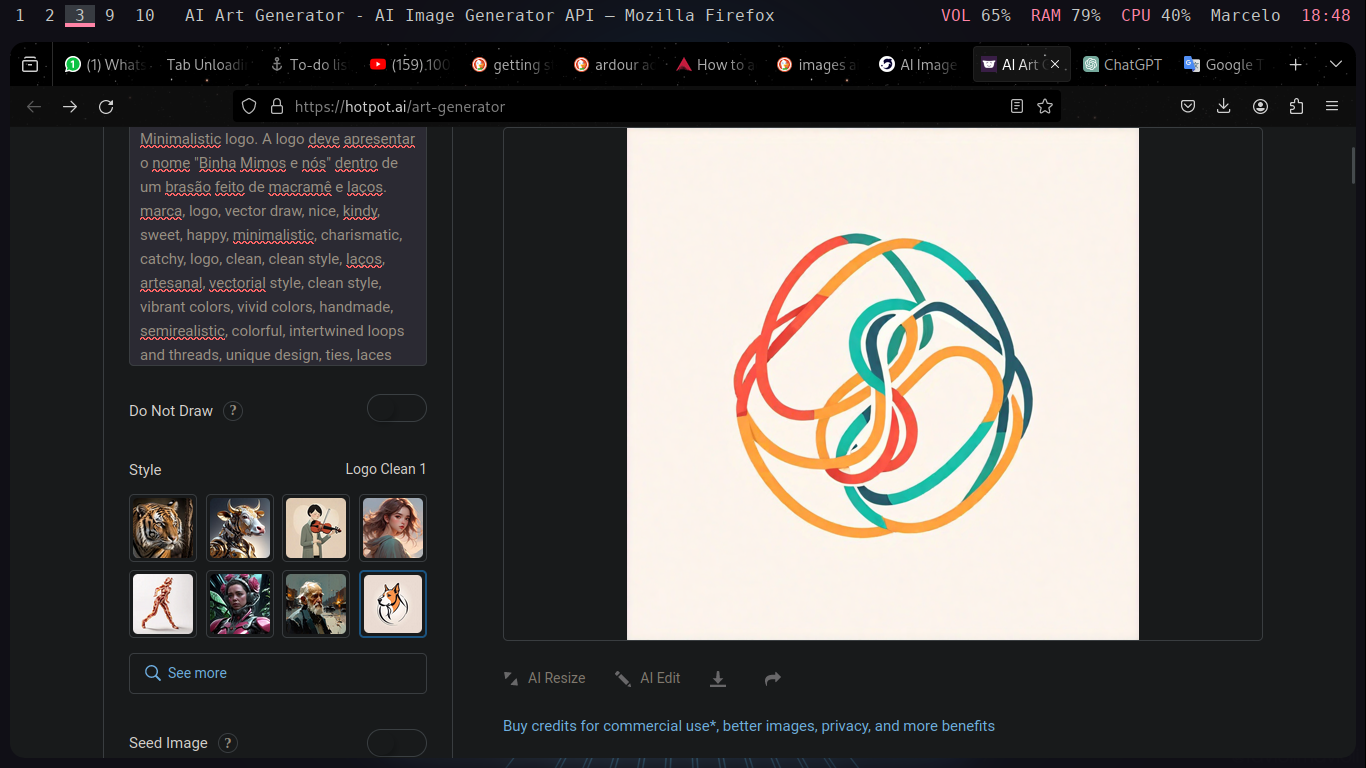 1 2 3 9 10 AI Art Generator - AI Image Generator API — Mozilla Firefox VOL 65% RAM 79% CPU 40% Marcelo 18:48
(1) Whats Tab Unloadi To-do lis (159).100 getting s ardour ac How to a images a AI Image AI Art ChatGPT Google T
https://hotpot.ai/art-generator
Minimalistic logo. A logo deve apresentar
o nome "Binha Mimos e nós" dentro de
um brasão feito de macramê e laços.
marca, logo, vector draw, nice, kindy,
sweet, happy, minimalistic, charismatic,
catchy, logo, clean, clean style, laços,
artesanal, vectorial style, clean style,
vibrant colors, vivid colors, handmade,
semirealistic, colorful, intertwined loops
and threads, unique design, ties, laces
Do Not Draw ?
Style Logo Clean 1
See more
Seed Image ?
AI Resize AI Edit
Buy credits for commercial use*, better images, privacy, and more benefits